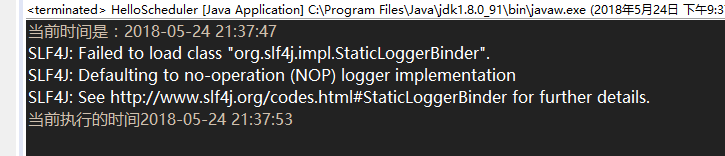 <terminated> HelloScheduler [Java Application] C:\Program Files\Java\jdk1.8.0_91\bin\javaw.exe (2018年5月24日 下午9:3
当前时间是：2018-05-24 21:37:47
SLF4J: Failed to load class "org.slf4j.impl.StaticLoggerBinder".
SLF4J: Defaulting to no-operation (NOP) logger implementation
SLF4J: See http://www.slf4j.org/codes.html#StaticLoggerBinder for further details.
当前执行的时间2018-05-24 21:37:53